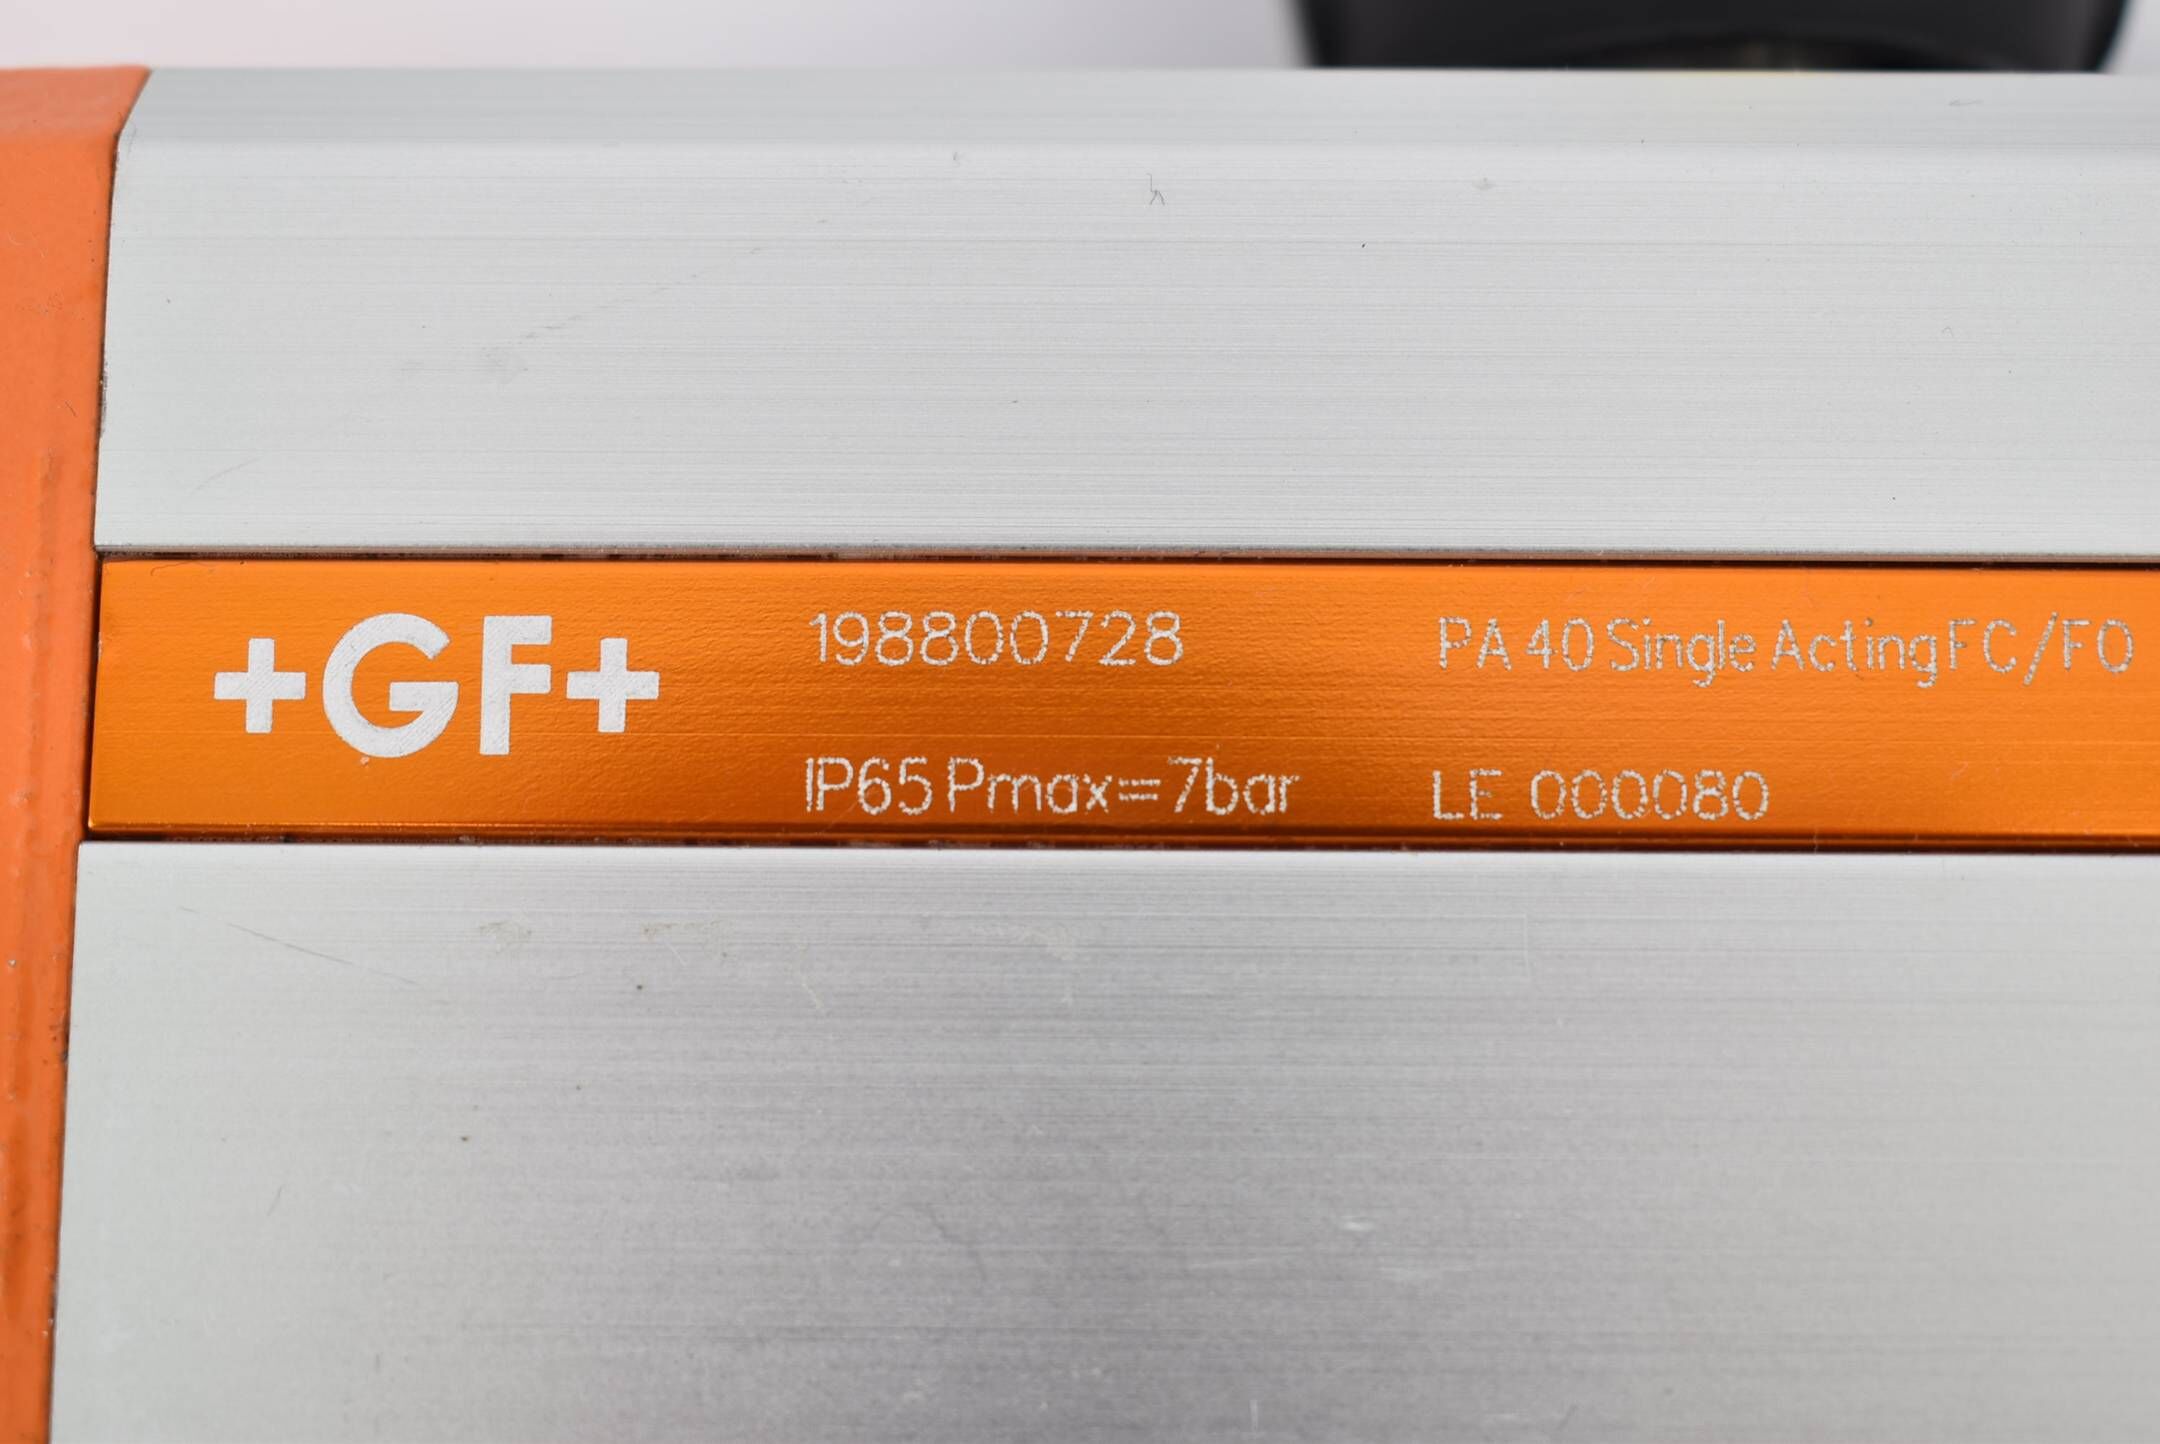 +GF+
198800728
PA 40 Single Acting FC/FO
IP65 Pmax=7bar
LE 000080